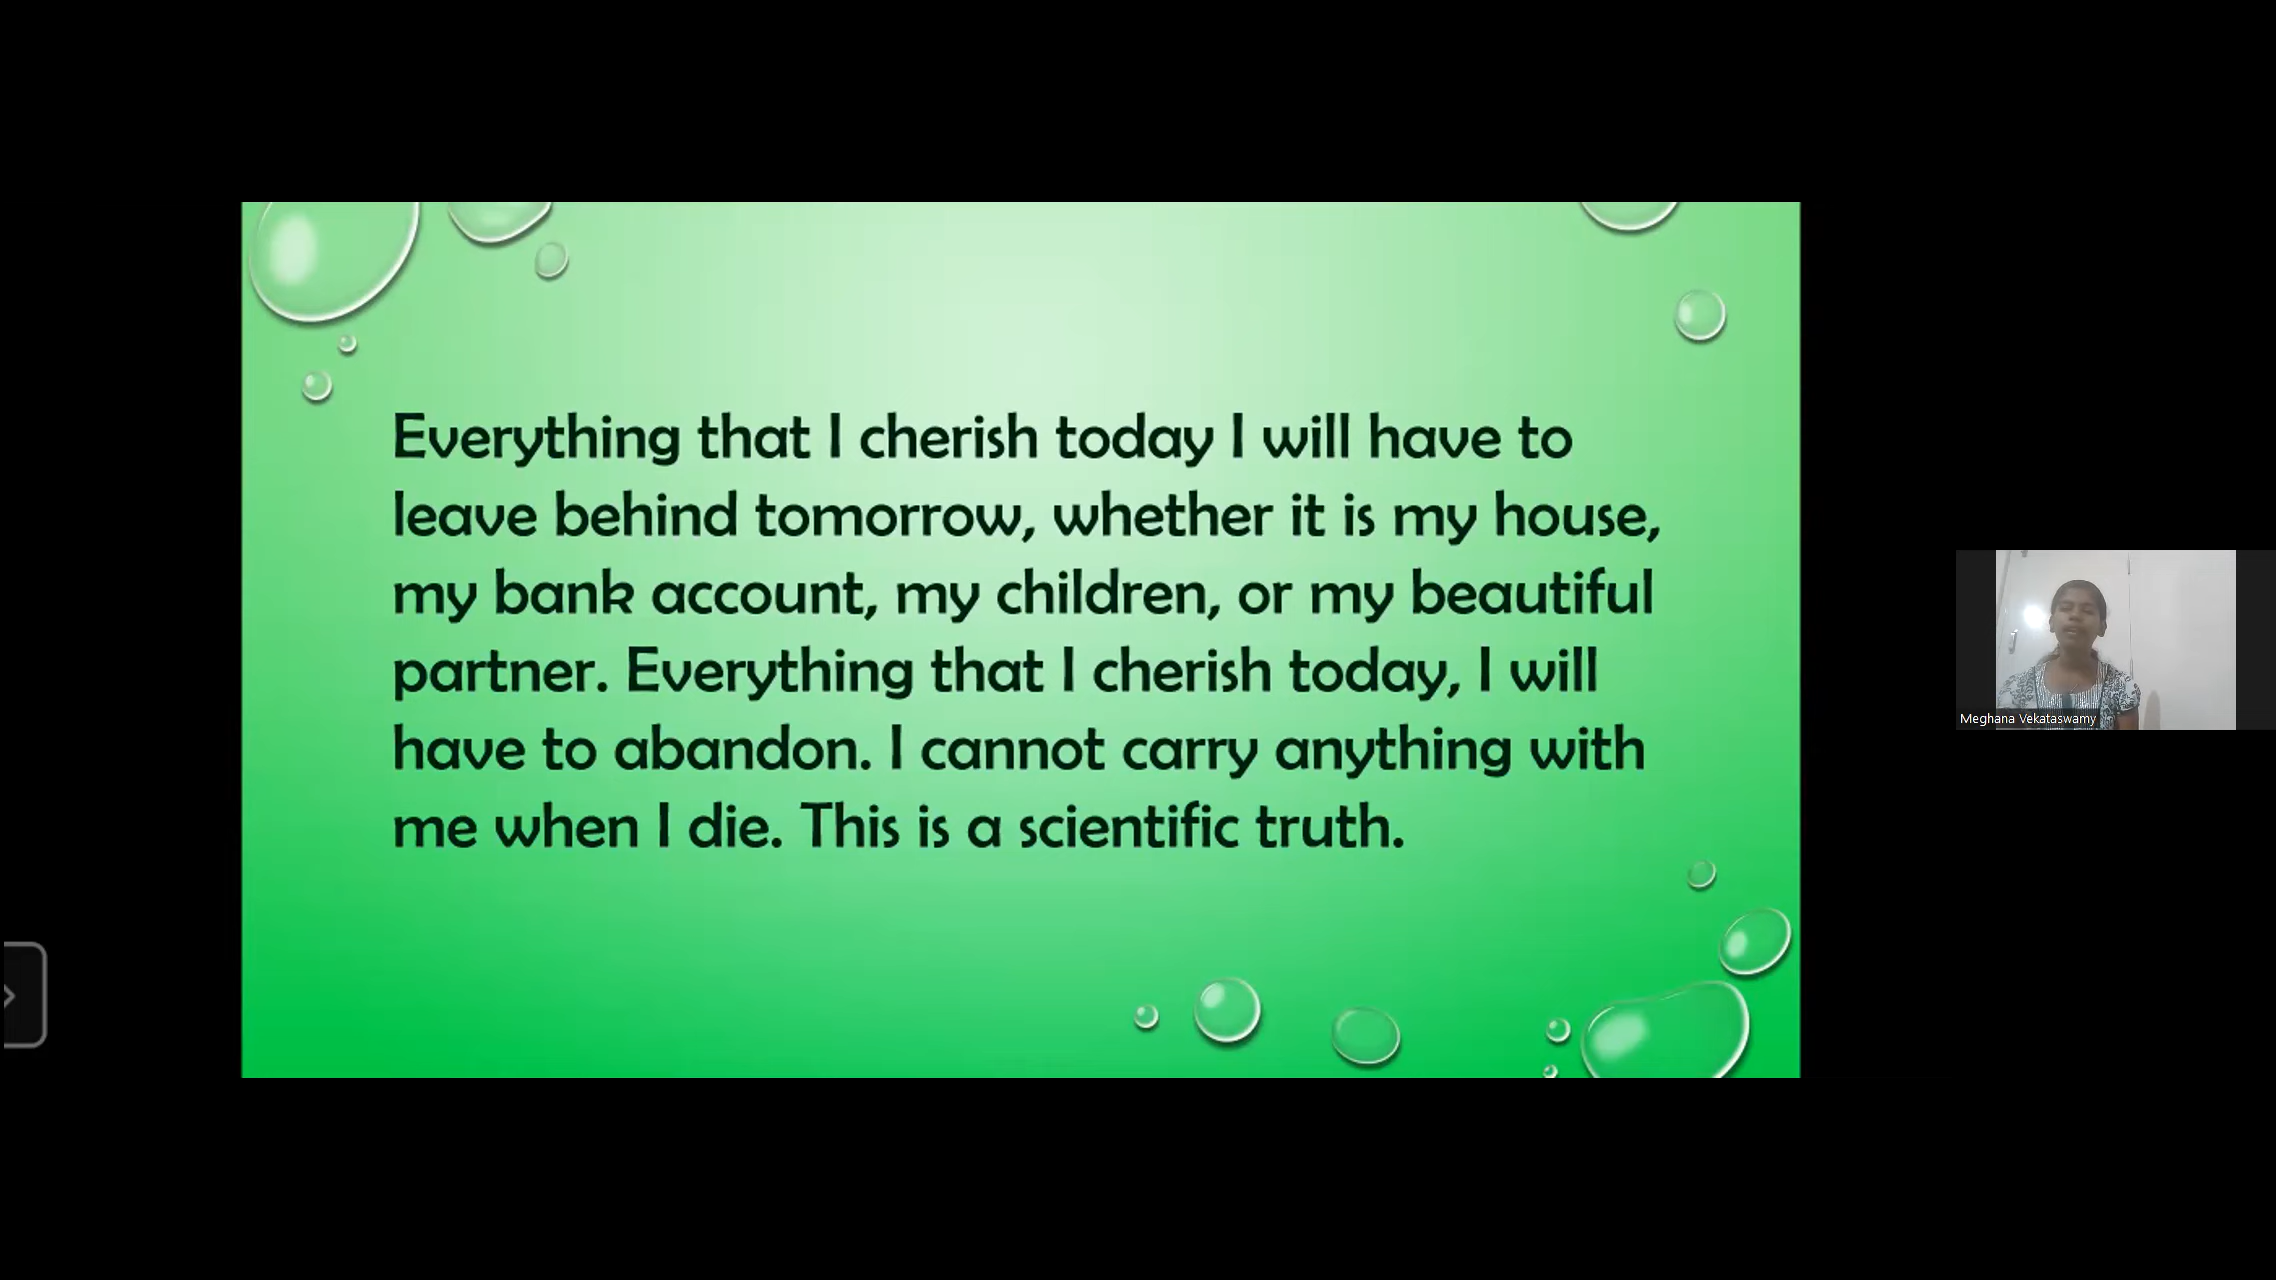 Everything that I cherish today I will have to
leave behind tomorrow, whether it is my house,
my bank account, my children, or my beautiful
partner. Everything that I cherish today, I will
have to abandon. I cannot carry anything with
me when I die. This is a scientific truth.
Meghana Vekataswamy